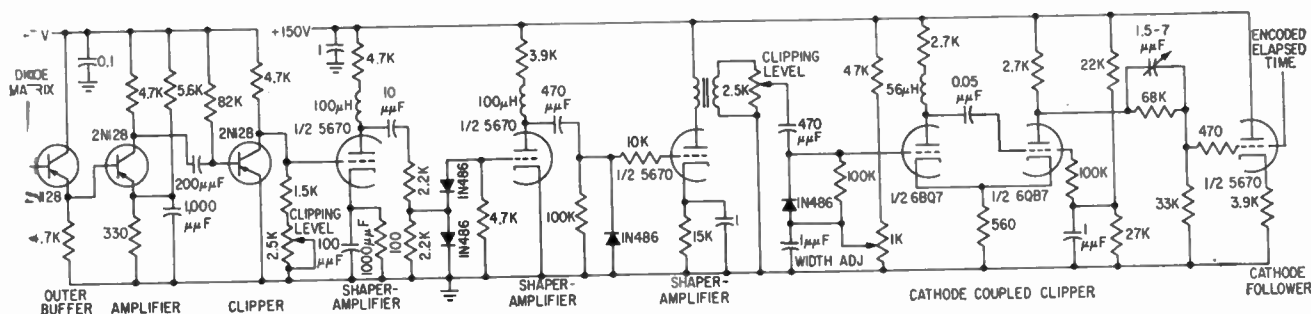 V
+150V
0.1
DIODE
MATRIX
4.7K
5.6K
82K
4.7K
1
4.7K
100μH
10
μμF
3.9K
100μH
470
μμF
1/2 5670
1/2 5670
2N128
2N128
2N128
200μμF
1,000
μμF
4.7K
330
1.5K
CLIPPING
LEVEL
2.5K
100
μμF
1000μμF
100
2.2K
2.2K
1N486
1N486
4.7K
100K
10K
1N486
1/2 5670
15K
1
2.5K
CLIPPING
LEVEL
470
μμF
1N486
100K
1μμF
WIDTH ADJ
47K
1K
2.7K
56μH
0.05
μμF
1/2 6BQ7
1/2 6QB7
560
2.7K
100K
1
μμF
22K
27K
1.5-7
μμF
68K
33K
470
1/2 5670
3.9K
ENCODED
ELAPSED
TIME
OUTER
BUFFER
AMPLIFIER
CLIPPER
SHAPER-
AMPLIFIER
SHAPER-
AMPLIFIER
SHAPER-
AMPLIFIER
CATHODE COUPLED CLIPPER
CATHODE
FOLLOWER